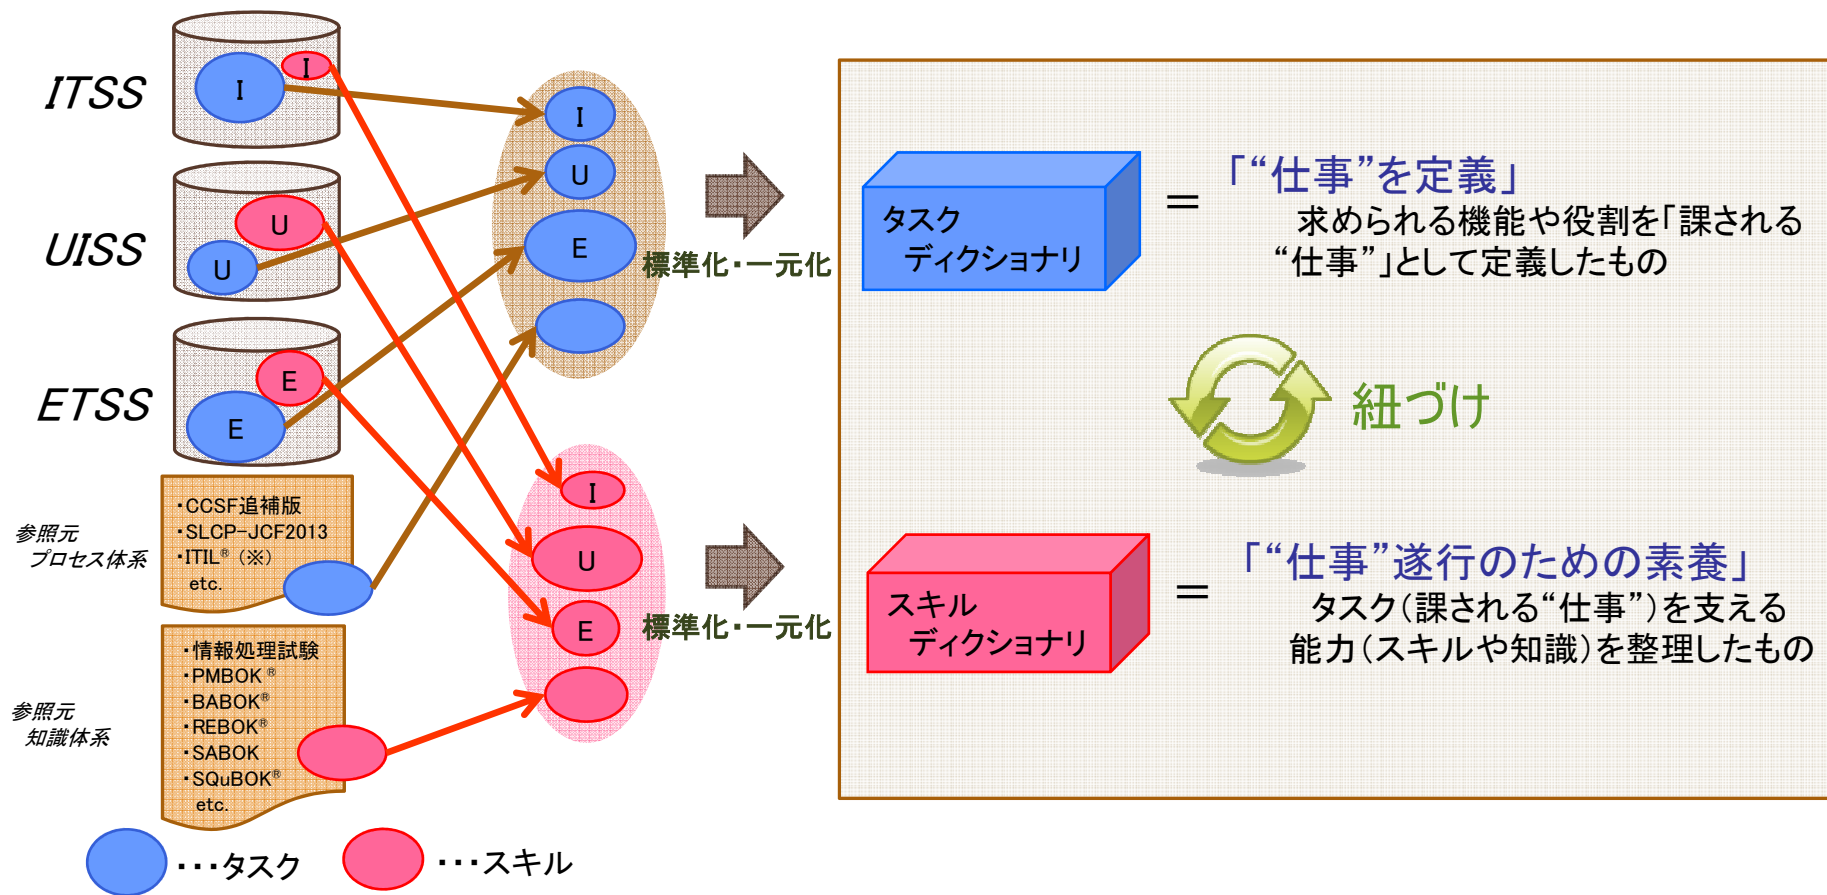 ITSS
I
I
UISS
U
U
ETSS
E
E
参照元
プロセス体系
・CCSF追補版
・SLCP-JCF2013
・ITIL® (※)
etc.
参照元
知識体系
・情報処理試験
・PMBOK ®
・BABOK®
・REBOK®
・SABOK
・SQuBOK®
etc.
・・・タスク
・・・スキル
I
U
E
標準化・一元化
I
U
E
標準化・一元化
タスク
ディクショナリ
=
「“仕事”を定義」
求められる機能や役割を「課される
“仕事”」として定義したもの
紐づけ
スキル
ディクショナリ
=
「“仕事”遂行のための素養」
タスク(課される“仕事”)を支える
能力(スキルや知識)を整理したもの